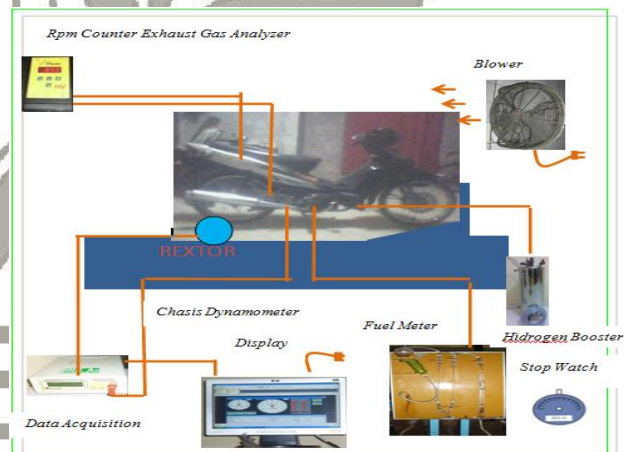 Rpm Counter Exhaust Gas Analyzer
Blower
REXTOR
Chasis Dynamometer
Fuel Meter
Hidrogen Booster
Display
Stop Watch
Data Acquisition